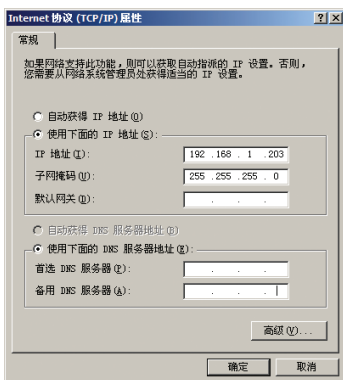 Internet 协议 (TCP/IP) 属性
常规
如果网络支持此功能，则可以获取自动指派的 IP 设置。否则，
您需要从网络系统管理员处获得适当的 IP 设置。
自动获得 IP 地址(O)
使用下面的 IP 地址(S):
IP 地址(I): 192 .168 . 1 .203
子网掩码(U): 255 .255 .255 . 0
默认网关(D): . . .
自动获得 DNS 服务器地址(B)
使用下面的 DNS 服务器地址(E):
首选 DNS 服务器(P): . . .
备用 DNS 服务器(A): . . .
高级(V)...
确定 取消